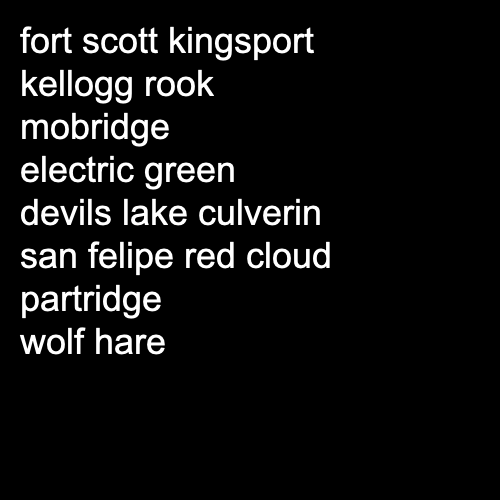 fort scott kingsport
kellogg rook
mobridge
electric green
devils lake culverin
san felipe red cloud
partridge
wolf hare